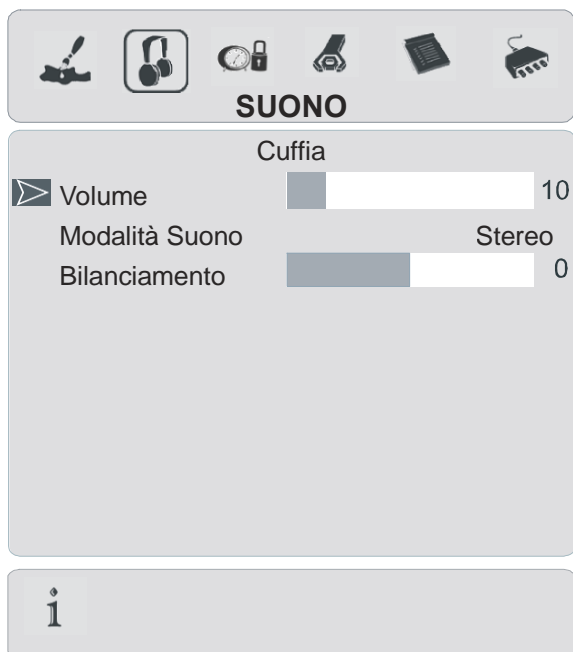 SUONO
Cuffia
Volume 10
Modalità Suono Stereo
Bilanciamento 0
i